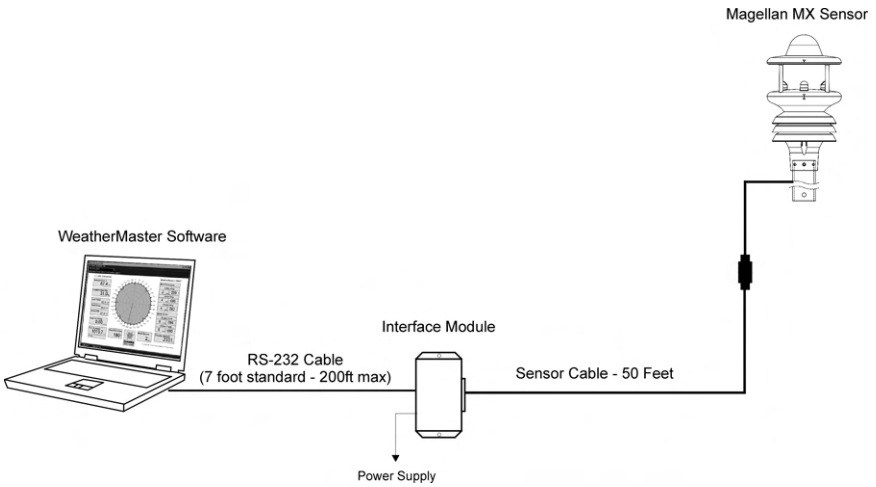 Magellan MX Sensor
WeatherMaster Software
Interface Module
RS-232 Cable
(7 foot standard - 200ft max)
Sensor Cable - 50 Feet
Power Supply